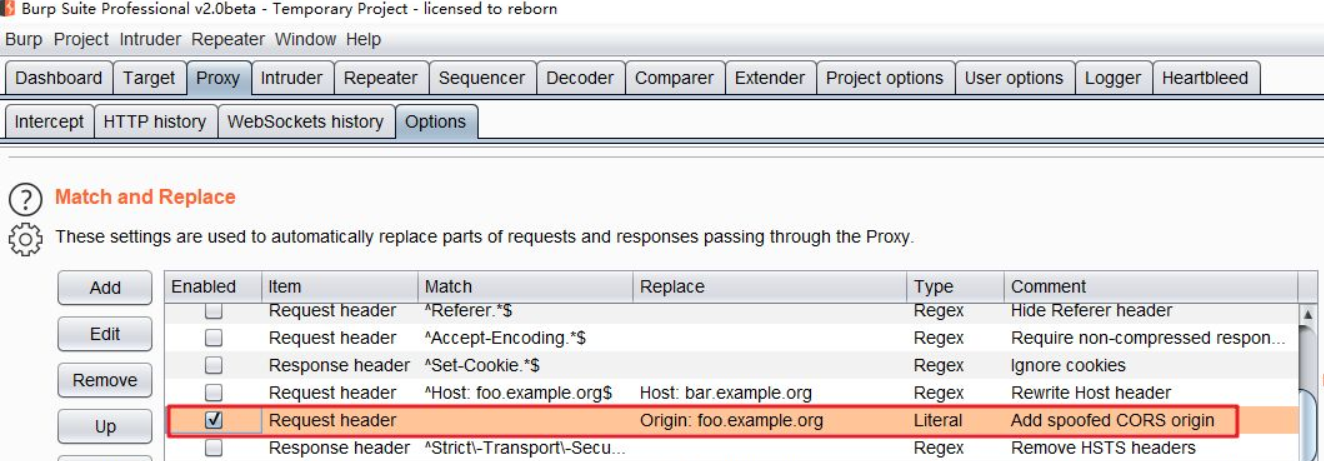 Burp Suite Professional v2.0beta - Temporary Project - licensed to reborn
Burp Project Intruder Repeater Window Help
Dashboard Target Proxy Intruder Repeater Sequencer Decoder Comparer Extender Project options User options Logger Heartbleed
Intercept HTTP history WebSockets history Options
? Match and Replace
These settings are used to automatically replace parts of requests and responses passing through the Proxy.
Add Enabled Item Match Replace Type Comment
Request header ^Referer.*$ Regex Hide Referer header
Edit Request header ^Accept-Encoding.*$ Regex Require non-compressed respon...
Response header ^Set-Cookie.*$ Regex Ignore cookies
Remove Request header ^Host: foo.example.org$ Host: bar.example.org Regex Rewrite Host header
Up Request header Origin: foo.example.org Literal Add spoofed CORS origin
Response header ^Strict\-Transport\-Secu... Regex Remove HSTS headers